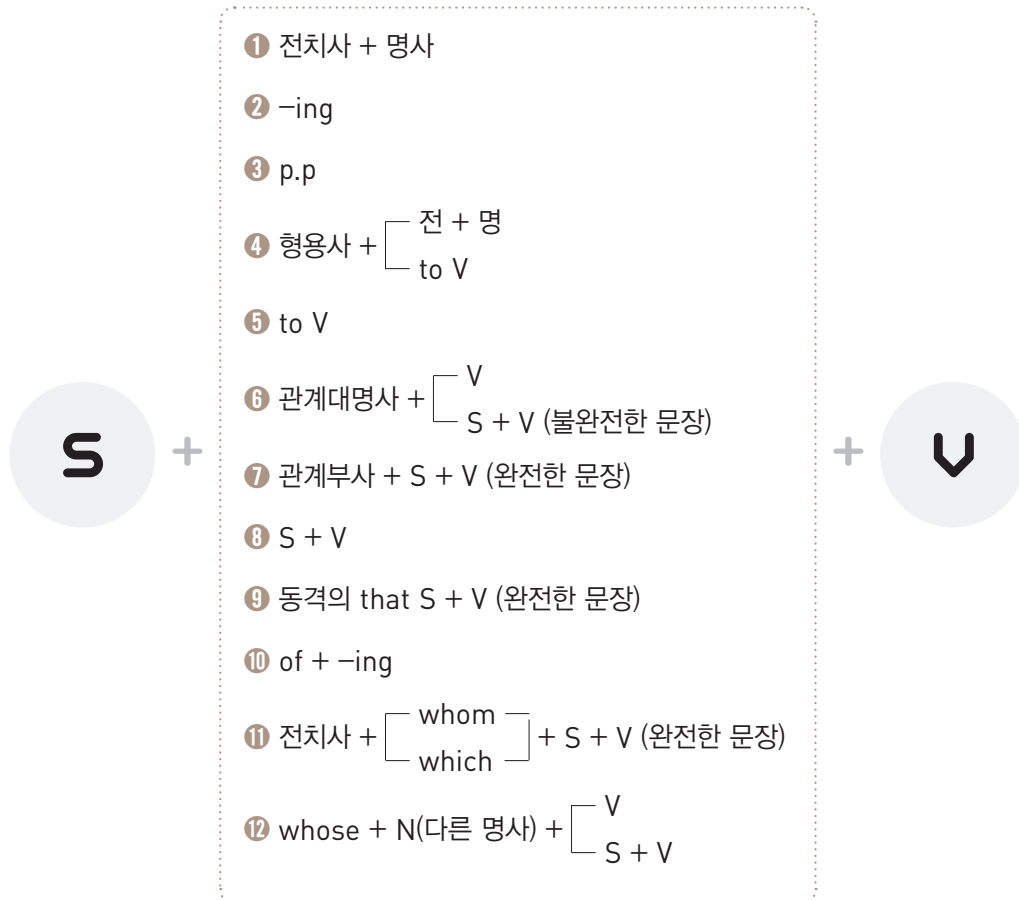 ❶ 전치사 + 명사
❷ –ing
❸ p.p
❹ 형용사 + 전 + 명
to V
❺ to V
❻ 관계대명사 + V
S + V (불완전한 문장)
S + + V
❼ 관계부사 + S + V (완전한 문장)
❽ S + V
❾ 동격의 that S + V (완전한 문장)
❿ of + –ing
⓫ 전치사 + whom
which + S + V (완전한 문장)
⓬ whose + N(다른 명사) + V
S + V